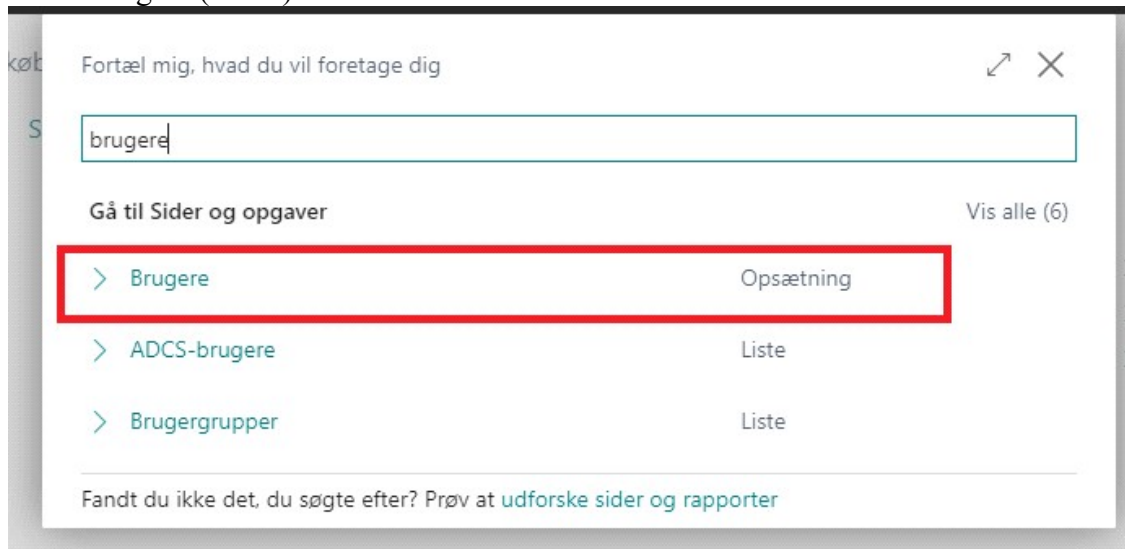 køb
Fortæl mig, hvad du vil foretage dig
S
brugere
Gå til Sider og opgaver Vis alle (6)
Brugere Opsætning
ADCS-brugere Liste
Brugergrupper Liste
Fandt du ikke det, du søgte efter? Prøv at udforske sider og rapporter